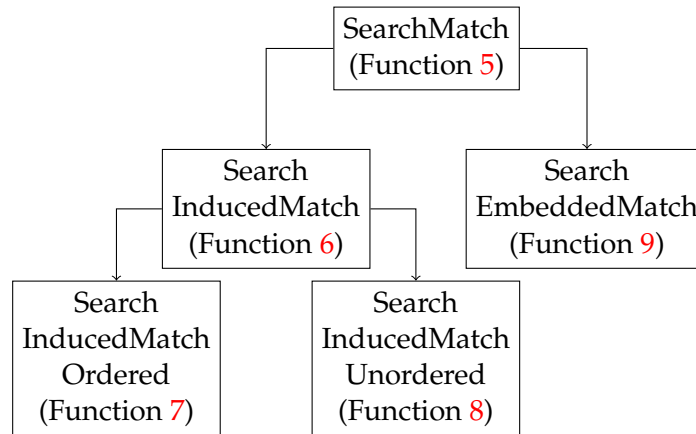 SearchMatch
(Function 5)
Search
InducedMatch
(Function 6)
Search
EmbeddedMatch
(Function 9)
Search
InducedMatch
Ordered
(Function 7)
Search
InducedMatch
Unordered
(Function 8)